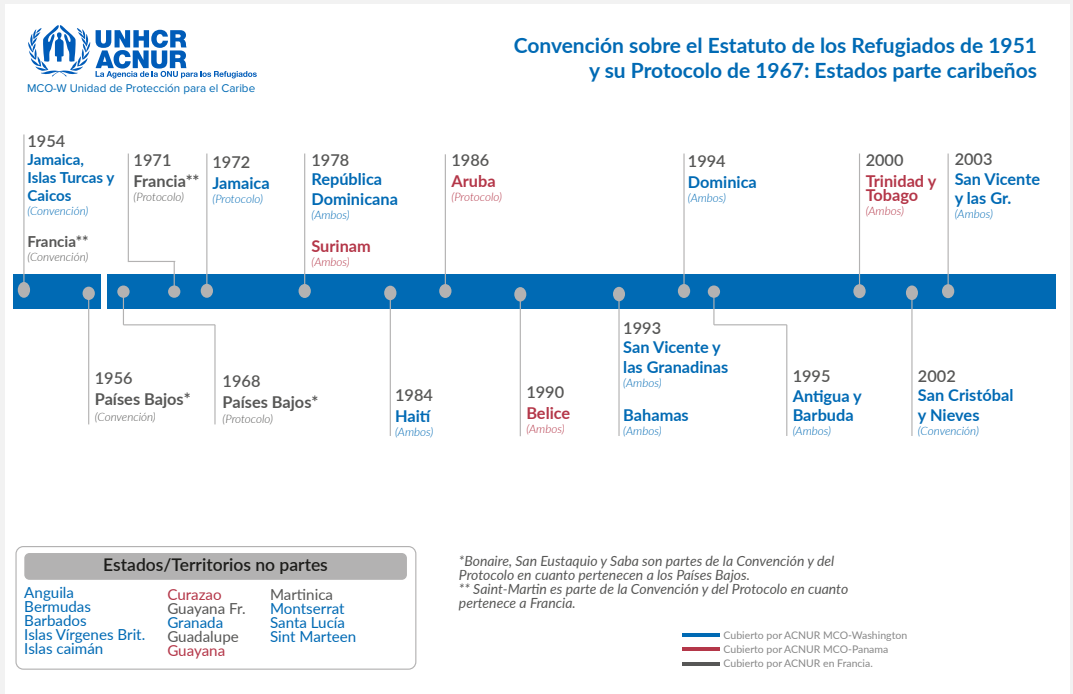 UNHCR
ACNUR
La Agencia de la ONU para los Refugiados
MCO-W Unidad de Protección para el Caribe
Convención sobre el Estatuto de los Refugiados de 1951
y su Protocolo de 1967: Estados parte caribeños
1954
Jamaica,
Islas Turcas y
Caicos
(Convención)
Francia**
(Convención)
1971
Francia**
(Protocolo)
1972
Jamaica
(Protocolo)
1978
República
Dominicana
(Ambos)
Surinam
(Ambos)
1986
Aruba
(Protocolo)
1994
Dominica
(Ambos)
2000
Trinidad y
Tobago
(Ambos)
2003
San Vicente
y las Gr.
(Ambos)
1956
Países Bajos*
(Convención)
1968
Países Bajos*
(Protocolo)
1984
Haití
(Ambos)
1990
Belice
(Ambos)
1993
San Vicente y
las Granadinas
(Ambos)
Bahamas
(Ambos)
1995
Antigua y
Barbuda
(Ambos)
2002
San Cristóbal
y Nieves
(Convención)
Estados/Territorios no partes
Anguila
Bermudas
Barbados
Islas Vírgenes Brit.
Islas caimán
Curazao
Guayana Fr.
Granada
Guadalupe
Guayana
Martinica
Montserrat
Santa Lucía
Sint Marteen
*Bonaire, San Eustaquio y Saba son partes de la Convención y del
Protocolo en cuanto pertenecen a los Países Bajos.
** Saint-Martin es parte de la Convención y del Protocolo en cuanto
pertenece a Francia.
Cubierto por ACNUR MCO-Washington
Cubierto por ACNUR MCO-Panama
Cubierto por ACNUR en Francia.